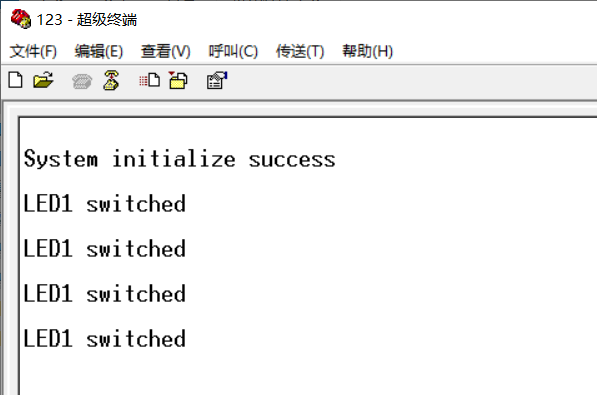 123 - 超级终端
文件(F) 编辑(E) 查看(V) 呼叫(C) 传送(T) 帮助(H)
System initialize success
LED1 switched
LED1 switched
LED1 switched
LED1 switched